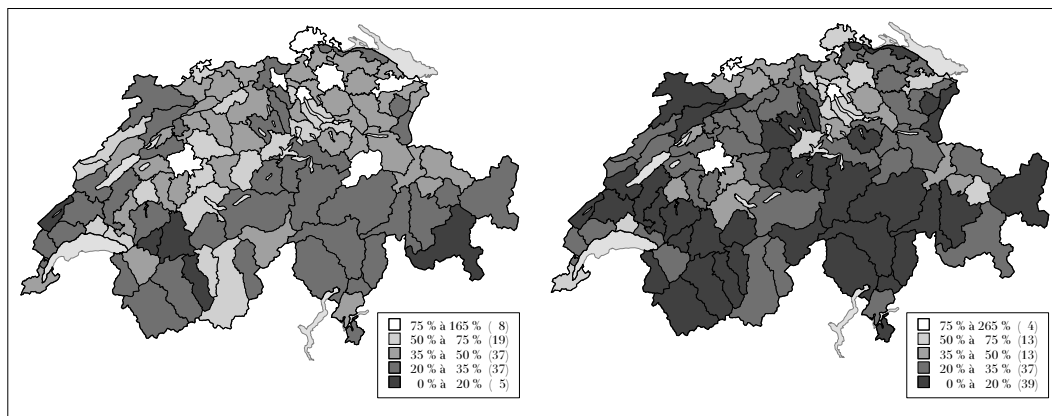 75 % à 165 % ( 8)
50 % à 75 % (19)
35 % à 50 % (37)
20 % à 35 % (37)
0 % à 20 % ( 5)
75 % à 265 % ( 4)
50 % à 75 % (13)
35 % à 50 % (13)
20 % à 35 % (37)
0 % à 20 % (39)